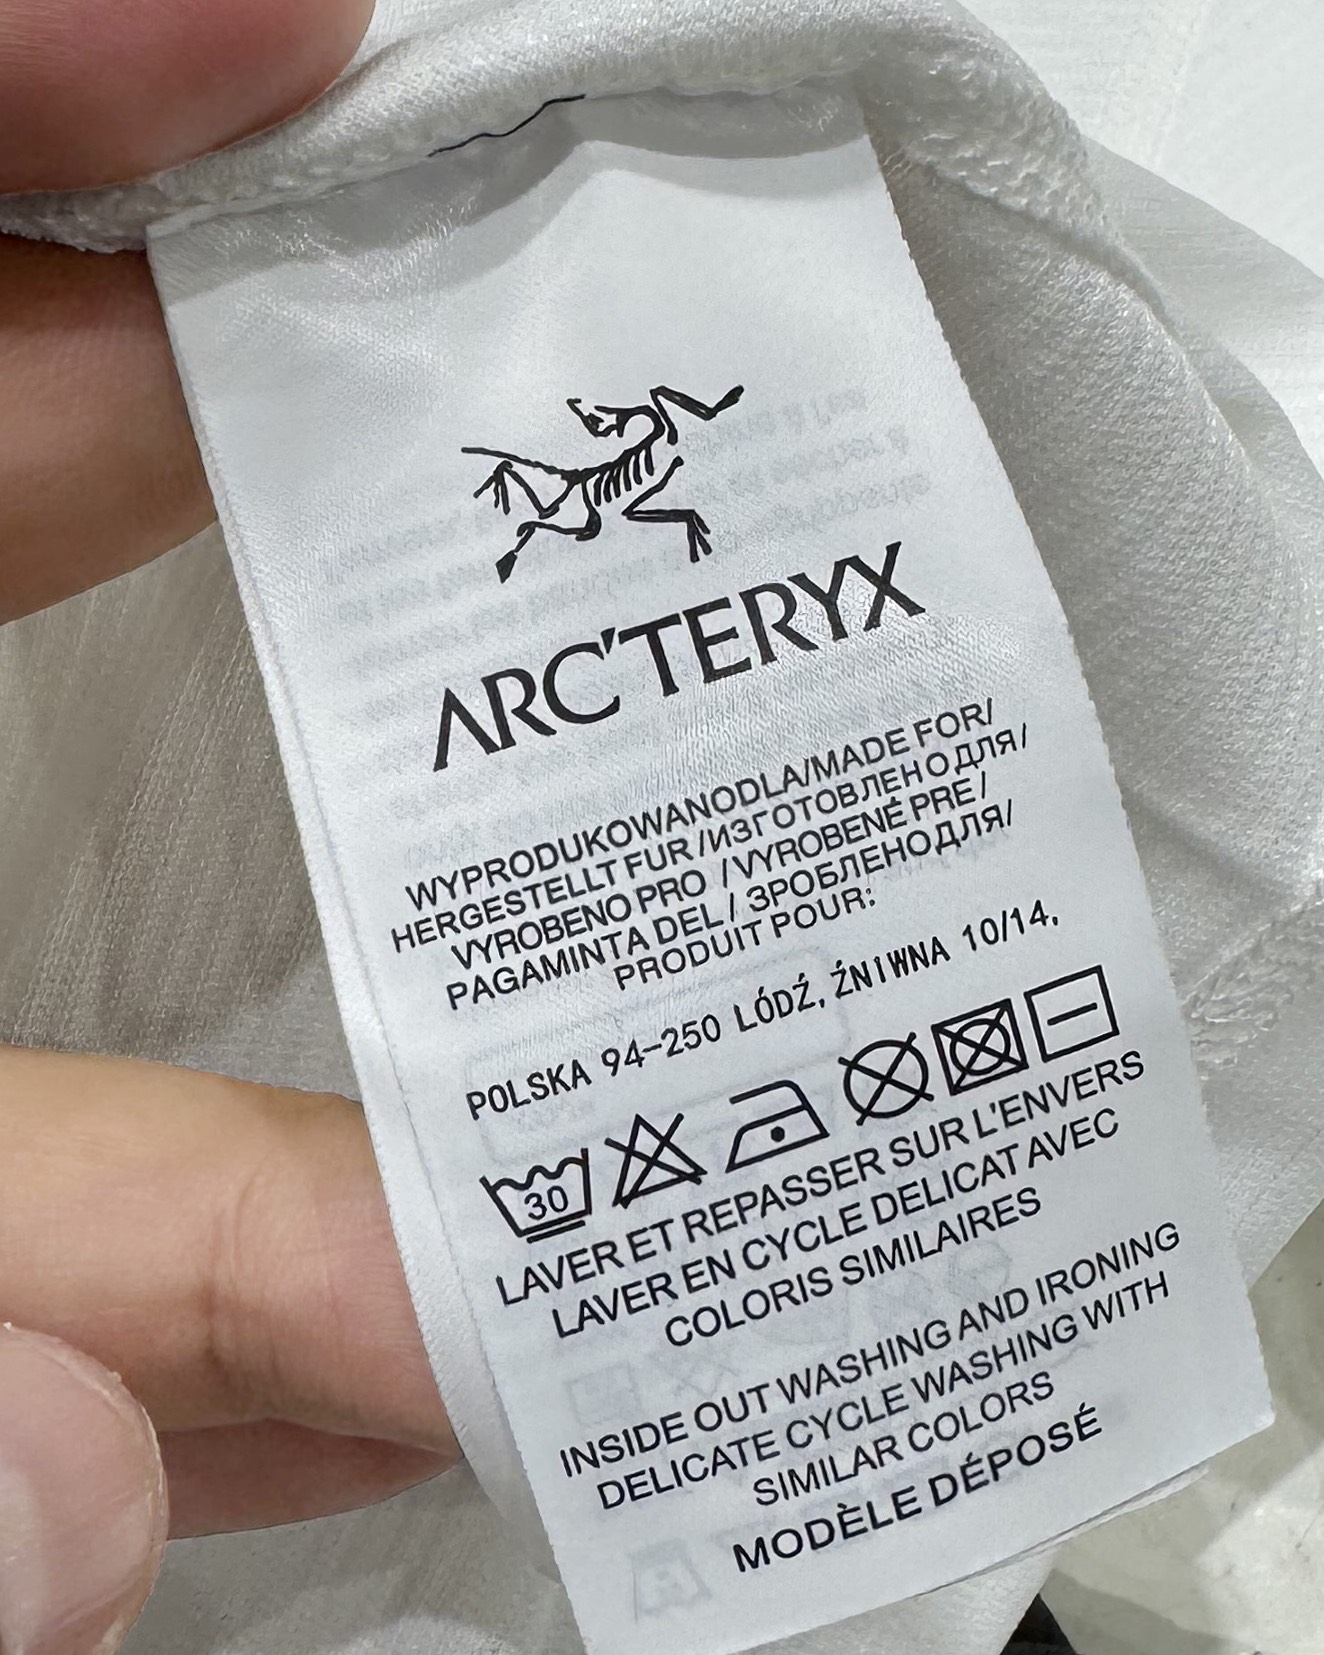 ARC'TERYX
WYPRODUKOWANODLA/MADE FOR/
HERGESTELLT FUR /ИЗГОТОВЛЕНО ДЛЯ/
VYROBENO PRO /VYROBENÉ PRE/
PAGAMINTA DEL / ЗРОБЛЕНОДЛЯ/
PRODUIT POUR:
POLSKA 94-250 LÓDŹ, ŹNIWNA 10/14,
30
LAVER ET REPASSER SUR L'ENVERS
LAVER EN CYCLE DELICAT AVEC
COLORIS SIMILAIRES
INSIDE OUT WASHING AND IRONING
DELICATE CYCLE WASHING WITH
SIMILAR COLORS
MODÈLE DÉPOSÉ